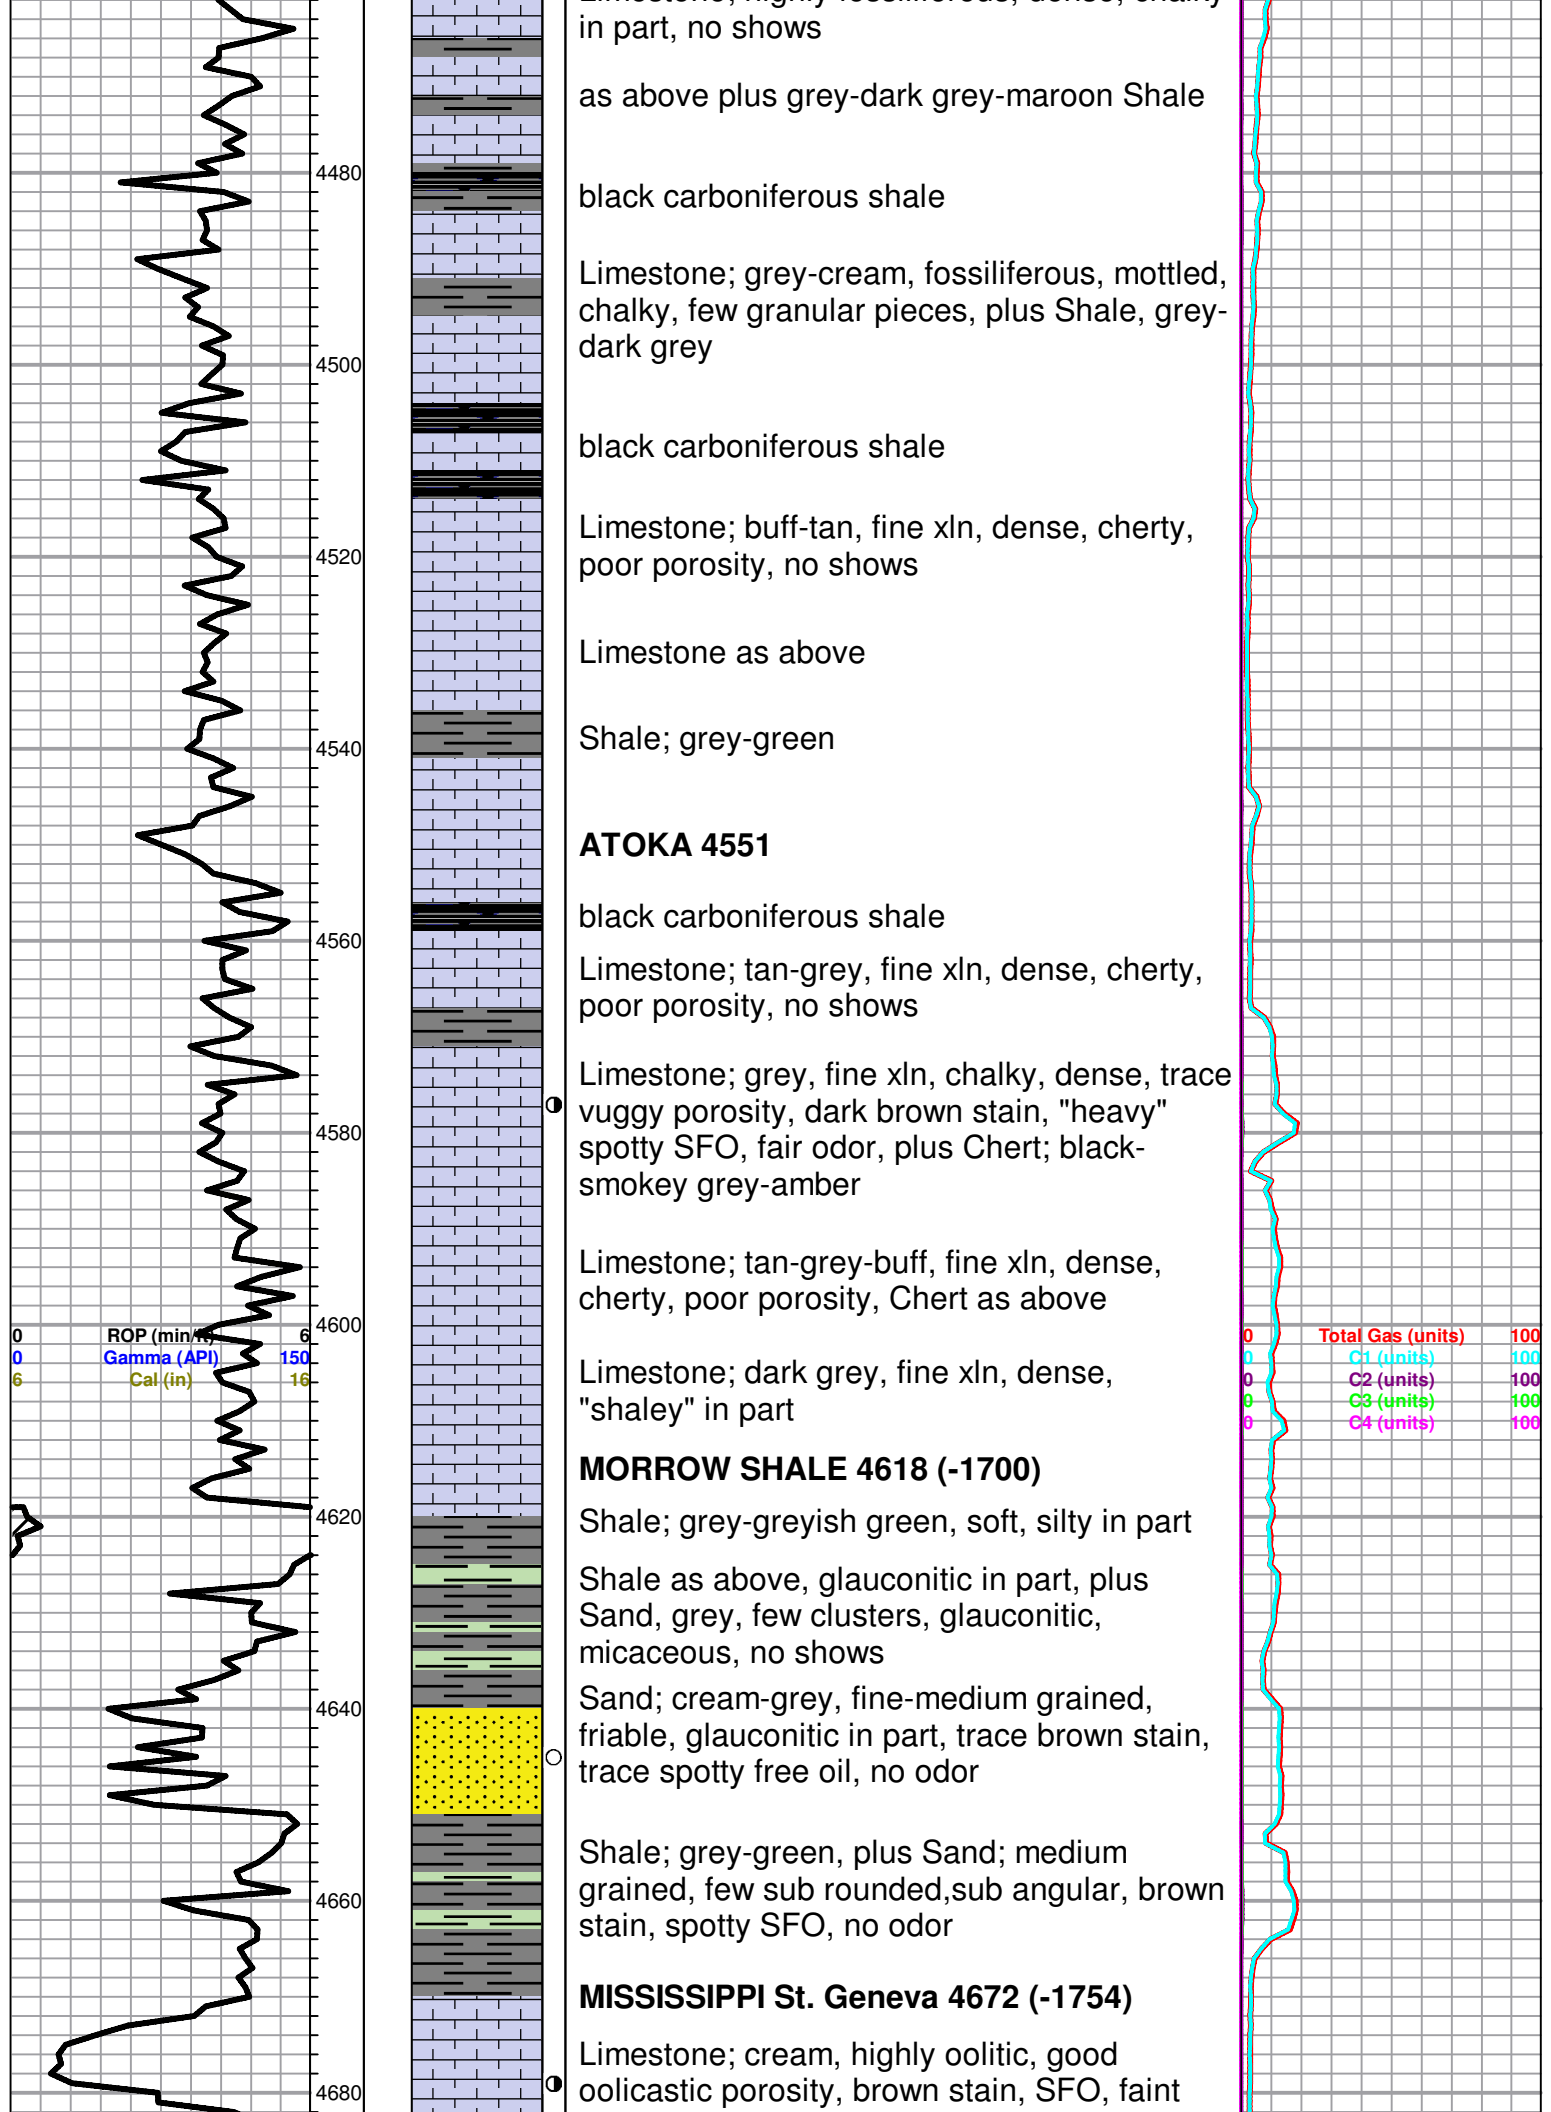 Limestone; highly fossiliferous, dense, chalky
in part, no shows
as above plus grey-dark grey-maroon Shale
4480
black carboniferous shale
Limestone; grey-cream, fossiliferous, mottled,
chalky, few granular pieces, plus Shale, grey-
dark grey
4500
black carboniferous shale
Limestone; buff-tan, fine xln, dense, cherty,
poor porosity, no shows
4520
Limestone as above
Shale; grey-green
4540
ATOKA 4551
black carboniferous shale
4560
Limestone; tan-grey, fine xln, dense, cherty,
poor porosity, no shows
Limestone; grey, fine xln, chalky, dense, trace
vuggy porosity, dark brown stain, "heavy"
spotty SFO, fair odor, plus Chert; black-
smokey grey-amber
4580
Limestone; tan-grey-buff, fine xln, dense,
cherty, poor porosity, Chert as above
4600
0 ROP (min/ft) 6
0 Gamma (API) 150
6 Cal (in) 16
0 Total Gas (units) 100
0 C1 (units) 100
0 C2 (units) 100
0 C3 (units) 100
0 C4 (units) 100
Limestone; dark grey, fine xln, dense,
"shaley" in part
MORROW SHALE 4618 (-1700)
4620
Shale; grey-greyish green, soft, silty in part
Shale as above, glauconitic in part, plus
Sand, grey, few clusters, glauconitic,
micaceous, no shows
4640
Sand; cream-grey, fine-medium grained,
friable, glauconitic in part, trace brown stain,
trace spotty free oil, no odor
Shale; grey-green, plus Sand; medium
grained, few sub rounded,sub angular, brown
stain, spotty SFO, no odor
4660
MISSISSIPPI St. Geneva 4672 (-1754)
Limestone; cream, highly oolitic, good
oolicastic porosity, brown stain, SFO, faint
4680